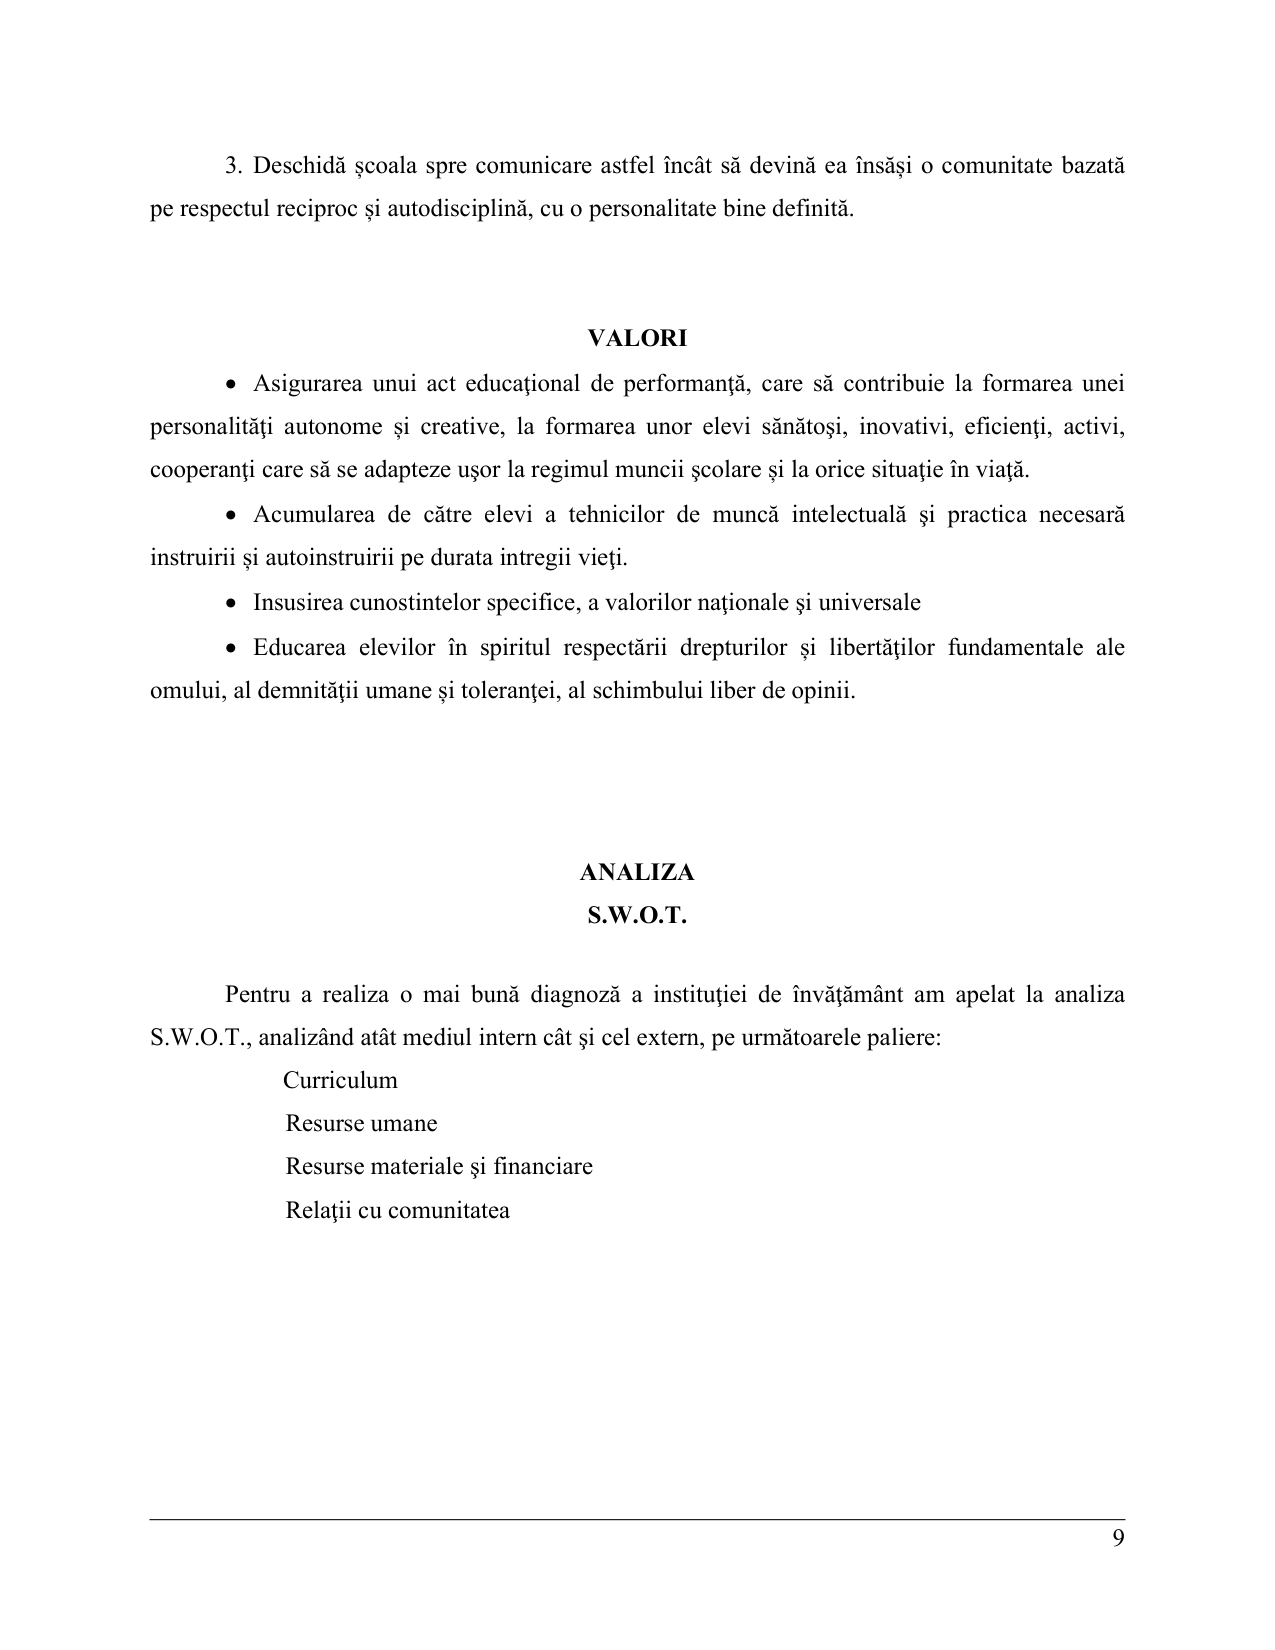 3. Deschidă școala spre comunicare astfel încât să devină ea însăși o comunitate bazată
pe respectul reciproc și autodisciplină, cu o personalitate bine definită.
VALORI
• Asigurarea unui act educaţional de performanţă, care să contribuie la formarea unei
personalităţi autonome și creative, la formarea unor elevi sănătoşi, inovativi, eficienţi, activi,
cooperanţi care să se adapteze uşor la regimul muncii şcolare și la orice situaţie în viaţă.
• Acumularea de către elevi a tehnicilor de muncă intelectuală şi practica necesară
instruirii și autoinstruirii pe durata intregii vieţi.
• Insusirea cunostintelor specifice, a valorilor naţionale şi universale
• Educarea elevilor în spiritul respectării drepturilor și libertăţilor fundamentale ale
omului, al demnităţii umane și toleranţei, al schimbului liber de opinii.
ANALIZA
S.W.O.T.
Pentru a realiza o mai bună diagnoză a instituţiei de învăţământ am apelat la analiza
S.W.O.T., analizând atât mediul intern cât şi cel extern, pe următoarele paliere:
Curriculum
Resurse umane
Resurse materiale şi financiare
Relaţii cu comunitatea
9